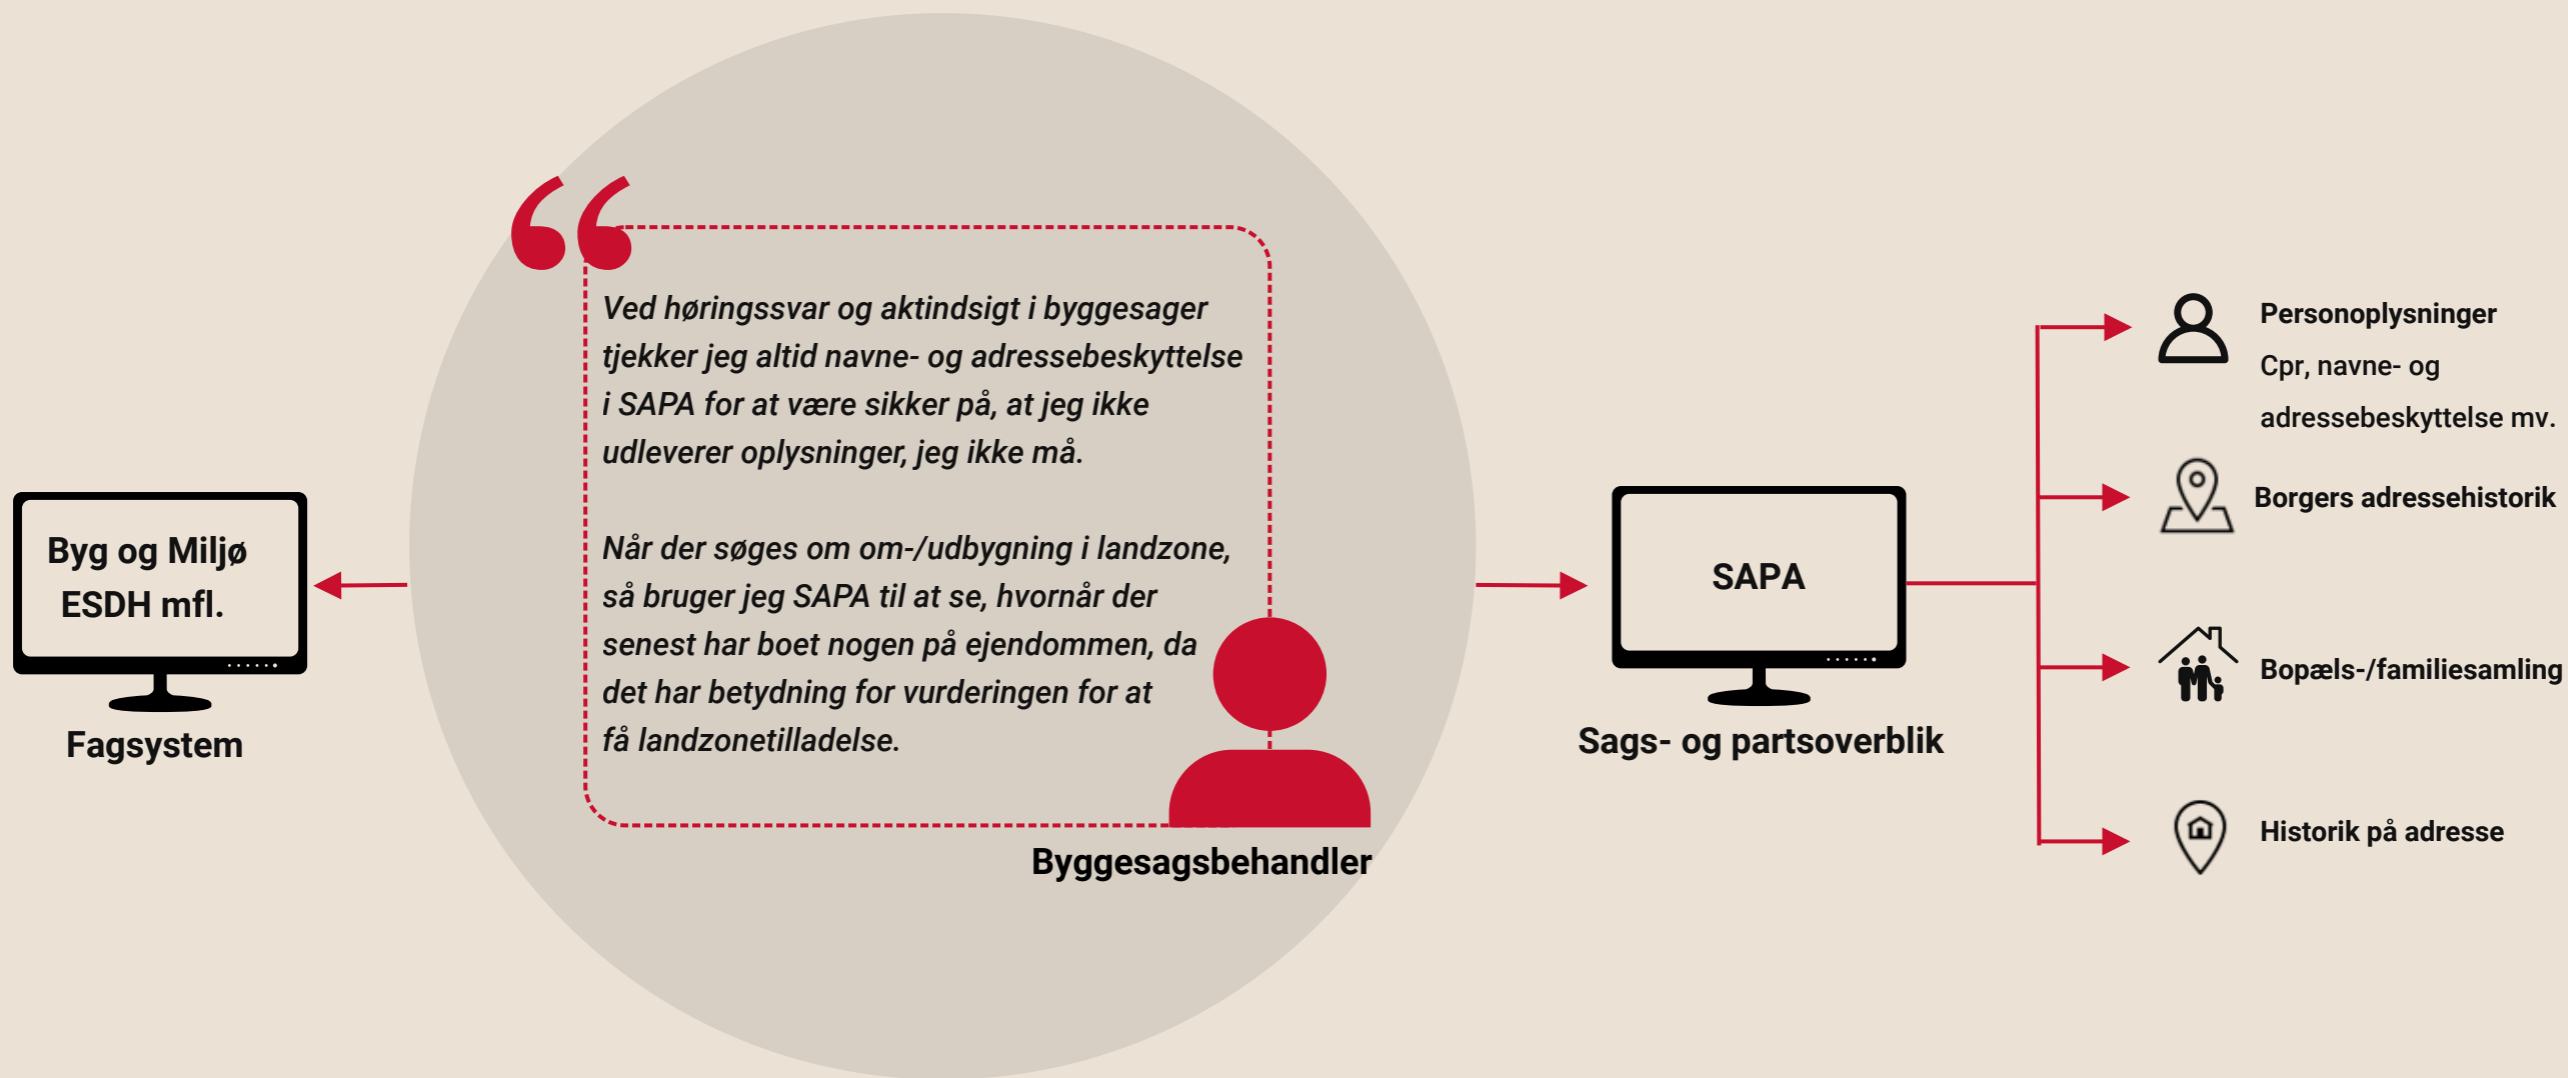 Byg og Miljø
ESDH mfl.
Fagsystem
Ved høringssvar og aktindsigt i byggesager
tjekker jeg altid navne- og adressebeskyttelse
i SAPA for at være sikker på, at jeg ikke
udleverer oplysninger, jeg ikke må.
Når der søges om om-/udbygning i landzone,
så bruger jeg SAPA til at se, hvornår der
senest har boet nogen på ejendommen, da
det har betydning for vurderingen for at
få landzonetilladelse.
Byggesagsbehandler
SAPA
Sags- og partsoverblik
Personoplysninger
Cpr, navne- og
adressebeskyttelse mv.
Borgers adressehistorik
Bopæls-/familiesamling
Historik på adresse